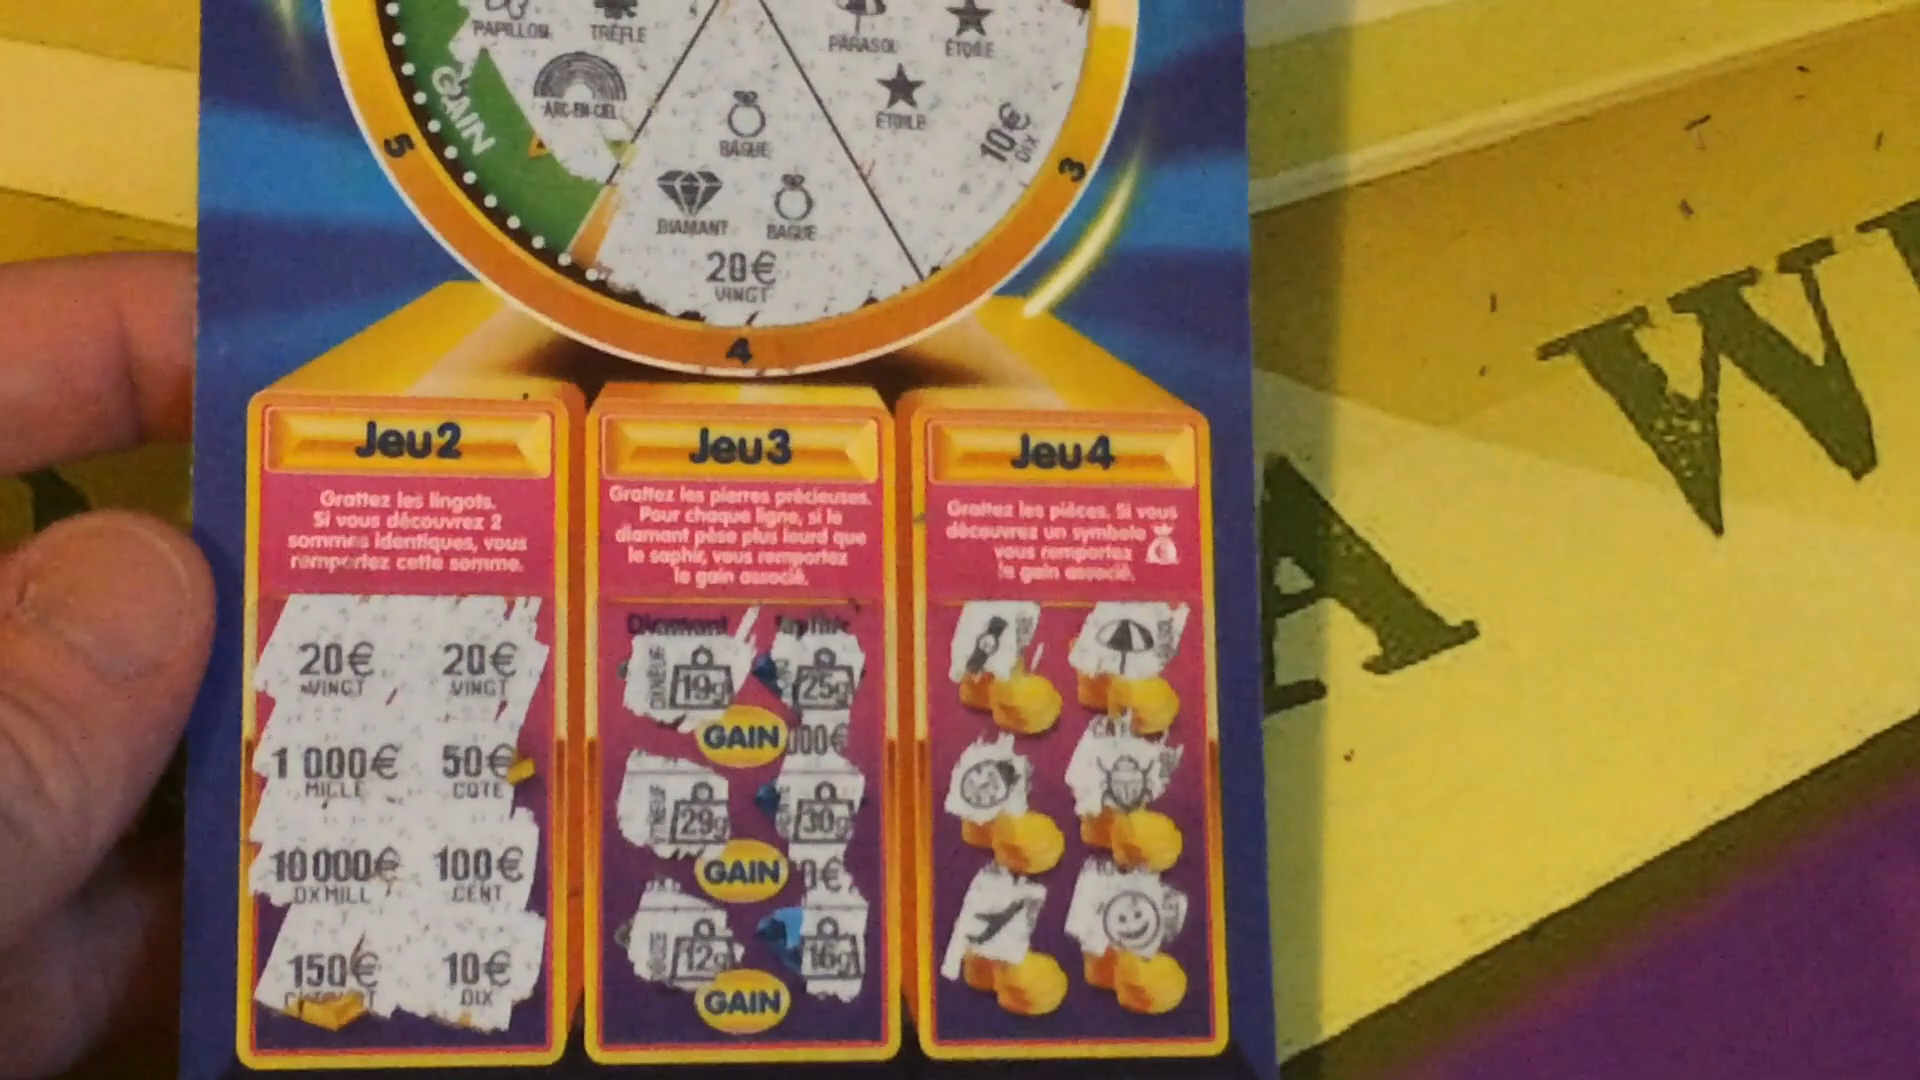 PAPILLON TRÈFLE
PARASOL ÉTOILE
ARC-EN-CIEL
ÉTOILE
GAIN
BAGUE
10€
DIX
DIAMANT BAGUE
20€
VINGT
5
3
4
Jeu2
Grattez les lingots.
Si vous découvrez 2
sommes identiques, vous
remportez cette somme.
20€ 20€
VINGT VINGT
1 000€ 50€
MILLE
10 000€ 100€
DXMILL CENT
150€ 10€
DIX
Jeu3
Grattez les pierres précieuses.
Pour chaque ligne, si le
diamant pèse plus lourd que
le saphir, vous remportez
le gain associé.
Diamant Saphir
19g 25g
GAIN 000€
29g 30g
GAIN 0€
12g 16g
GAIN
Jeu4
Grattez les pièces. Si vous
découvrez un symbole
vous remportez
le gain associé.
A W